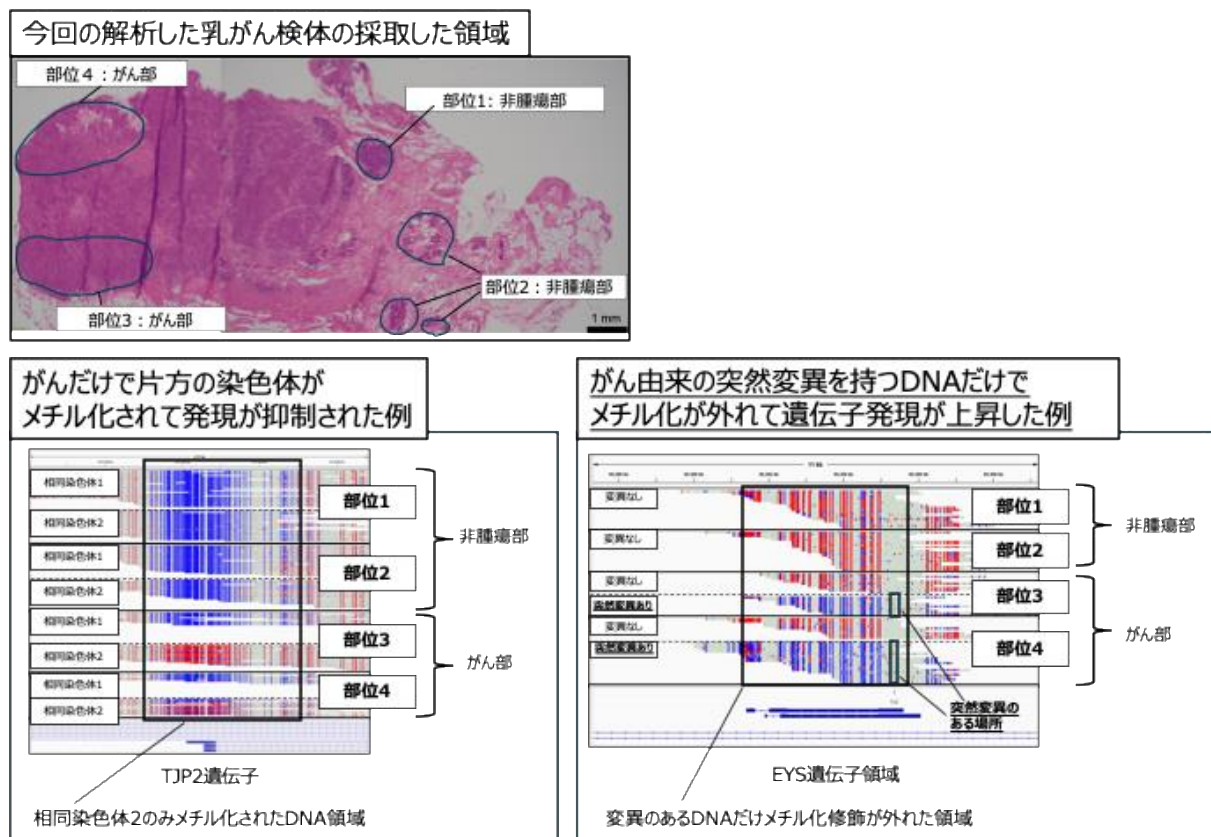 今回の解析した乳がん検体の採取した領域
部位４：がん部
部位1: 非腫瘍部
部位2：非腫瘍部
部位3：がん部
1 mm
がんだけで片方の染色体が
メチル化されて発現が抑制された例
相同染色体1
相同染色体2
相同染色体1
相同染色体2
相同染色体1
相同染色体2
相同染色体1
相同染色体2
部位1
部位2
部位3
部位4
非腫瘍部
がん部
TJP2遺伝子
相同染色体2のみメチル化されたDNA領域
がん由来の突然変異を持つDNAだけで
メチル化が外れて遺伝子発現が上昇した例
変異なし
変異なし
変異なし
突然変異あり
変異なし
突然変異あり
部位1
部位2
部位3
部位4
非腫瘍部
がん部
突然変異の
ある場所
EYS遺伝子領域
変異のあるDNAだけメチル化修飾が外れた領域